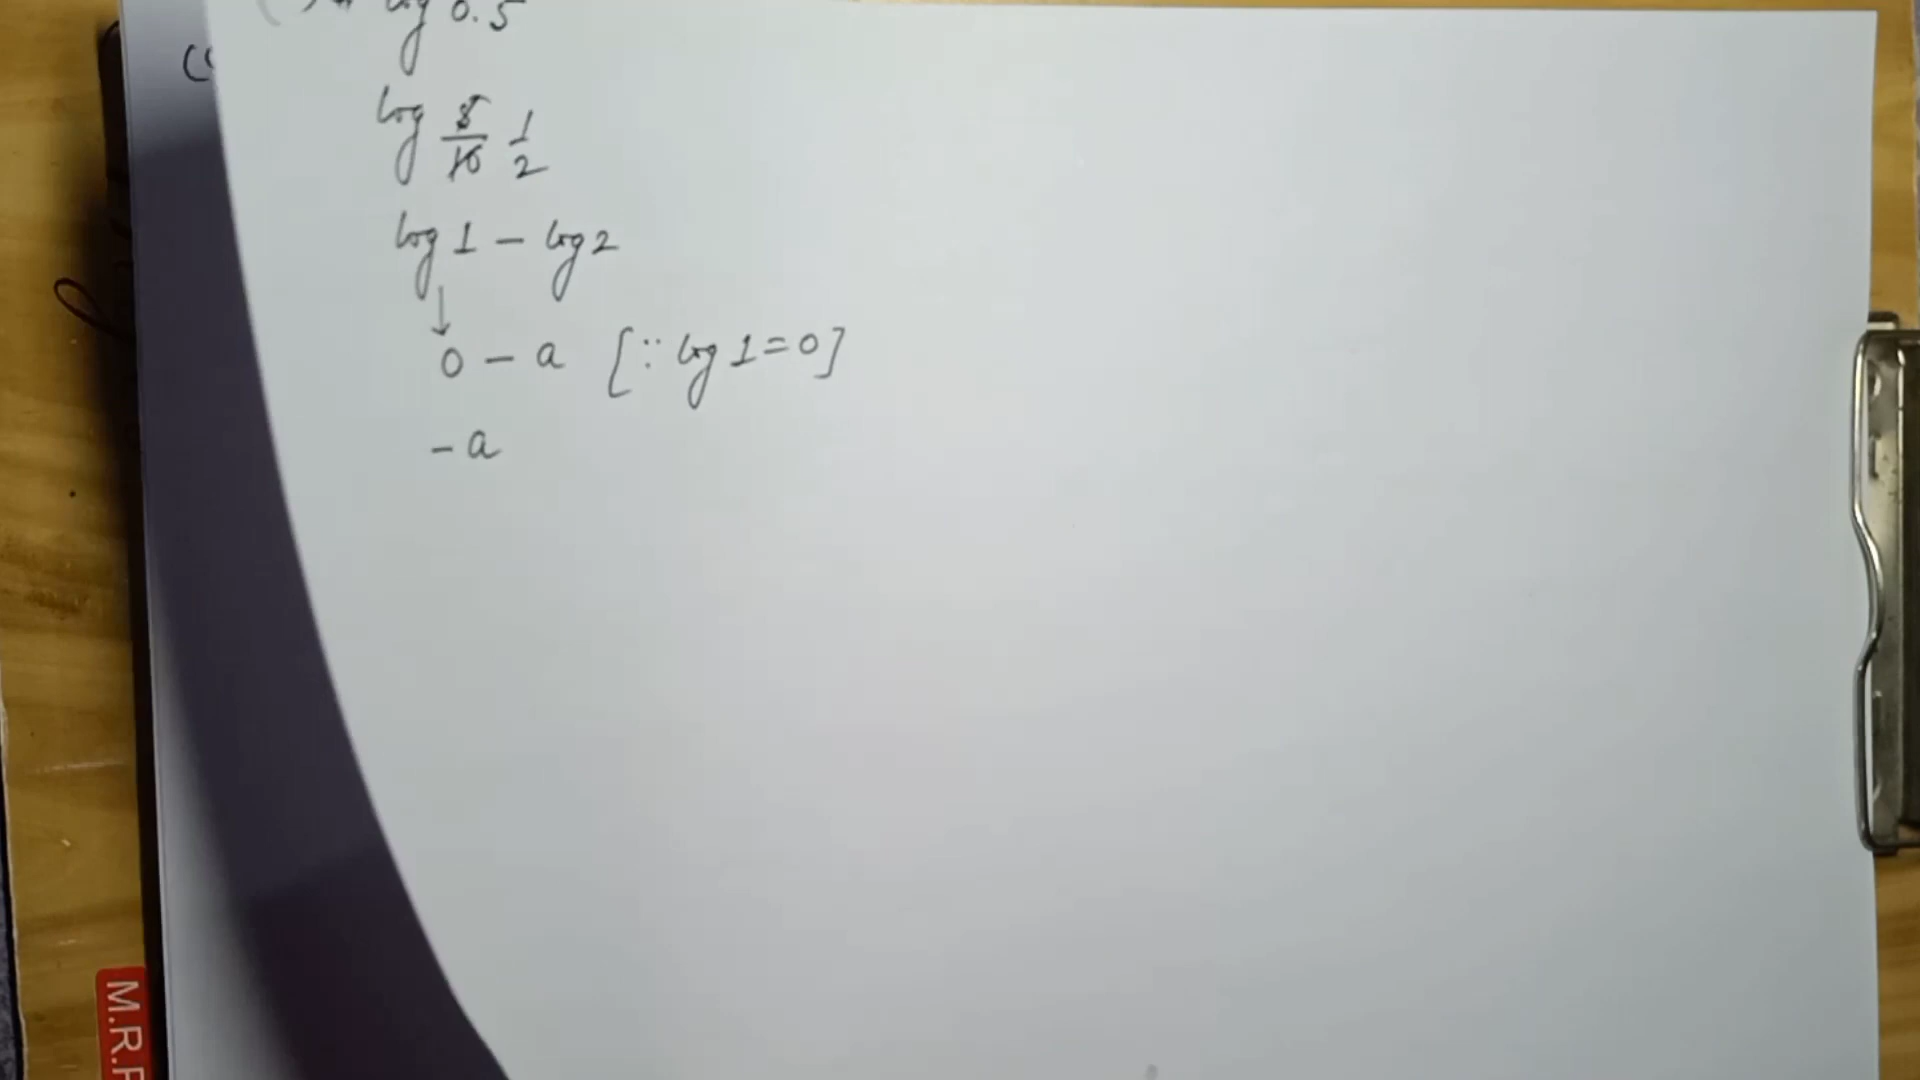 log 0.5
log 5/10 1/2
log 1 - log 2
↓
0 - a [∵ log 1 = 0]
- a
M.R.F